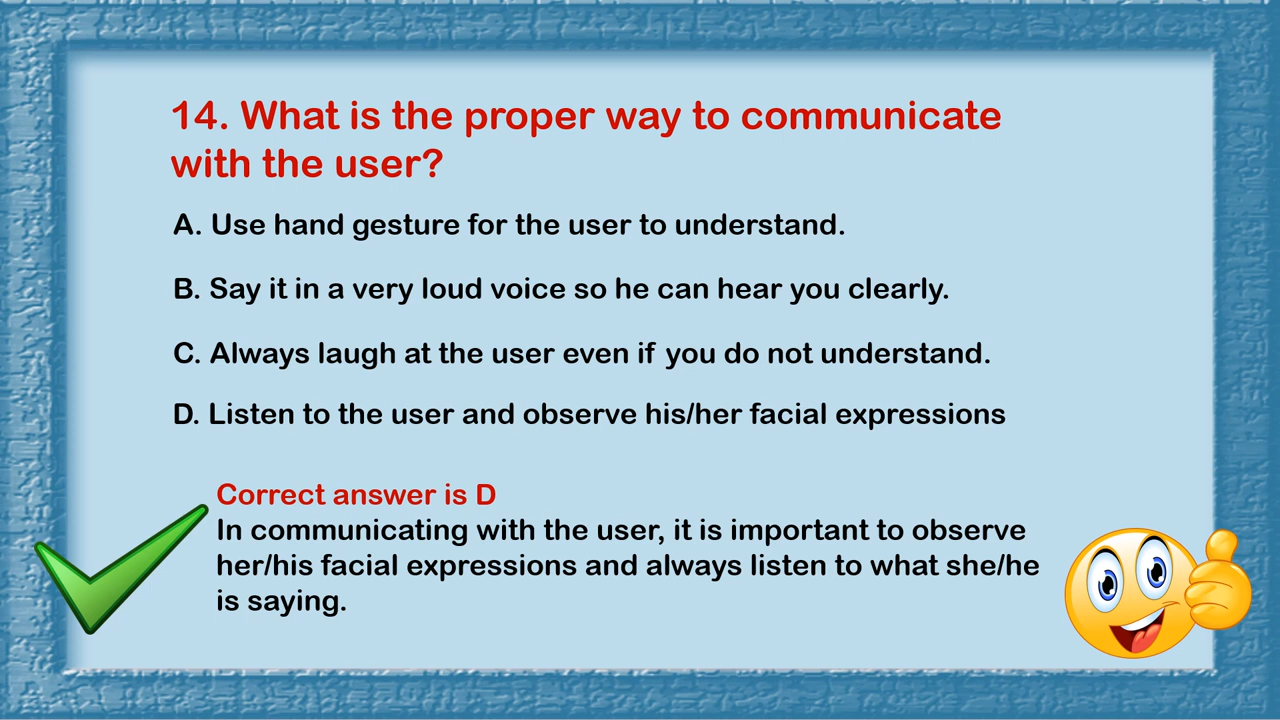 14. What is the proper way to communicate
with the user?
A. Use hand gesture for the user to understand.
B. Say it in a very loud voice so he can hear you clearly.
C. Always laugh at the user even if you do not understand.
D. Listen to the user and observe his/her facial expressions
Correct answer is D
In communicating with the user, it is important to observe
her/his facial expressions and always listen to what she/he
is saying.